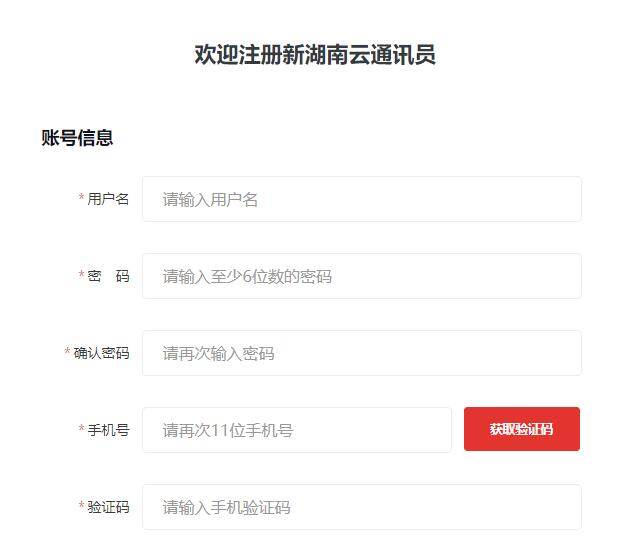 欢迎注册新湖南云通讯员
账号信息
*用户名 请输入用户名
*密 码 请输入至少6位数的密码
*确认密码 请再次输入密码
*手机号 请再次11位手机号 获取验证码
*验证码 请输入手机验证码